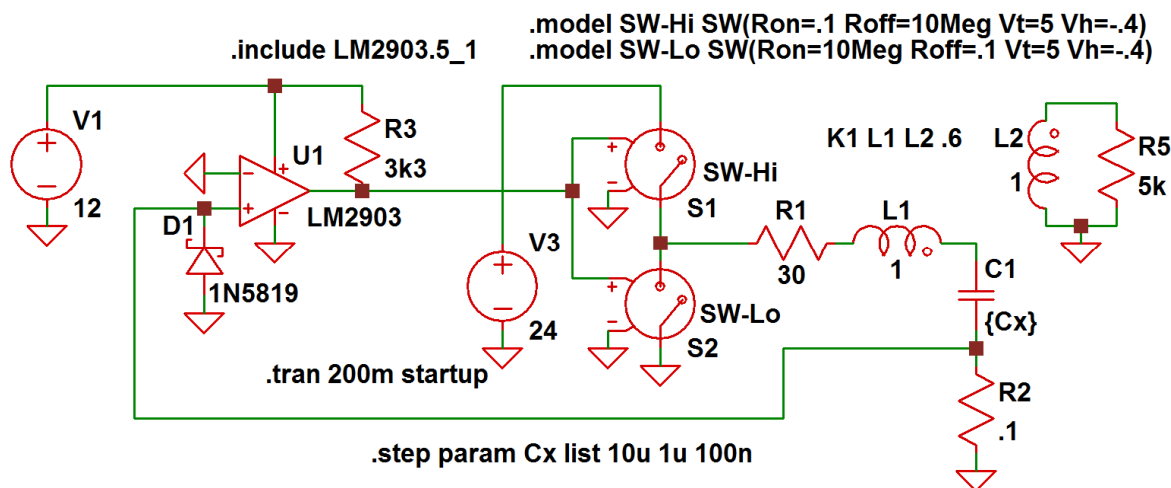 .model SW-Hi SW(Ron=.1 Roff=10Meg Vt=5 Vh=-.4)
.include LM2903.5_1
.model SW-Lo SW(Ron=10Meg Roff=.1 Vt=5 Vh=-.4)
V1
12
U1
LM2903
R3
3k3
D1
1N5819
V3
24
SW-Hi
S1
SW-Lo
S2
R1
30
L1
1
K1 L1 L2 .6
L2
1
R5
5k
C1
{Cx}
R2
.1
.tran 200m startup
.step param Cx list 10u 1u 100n